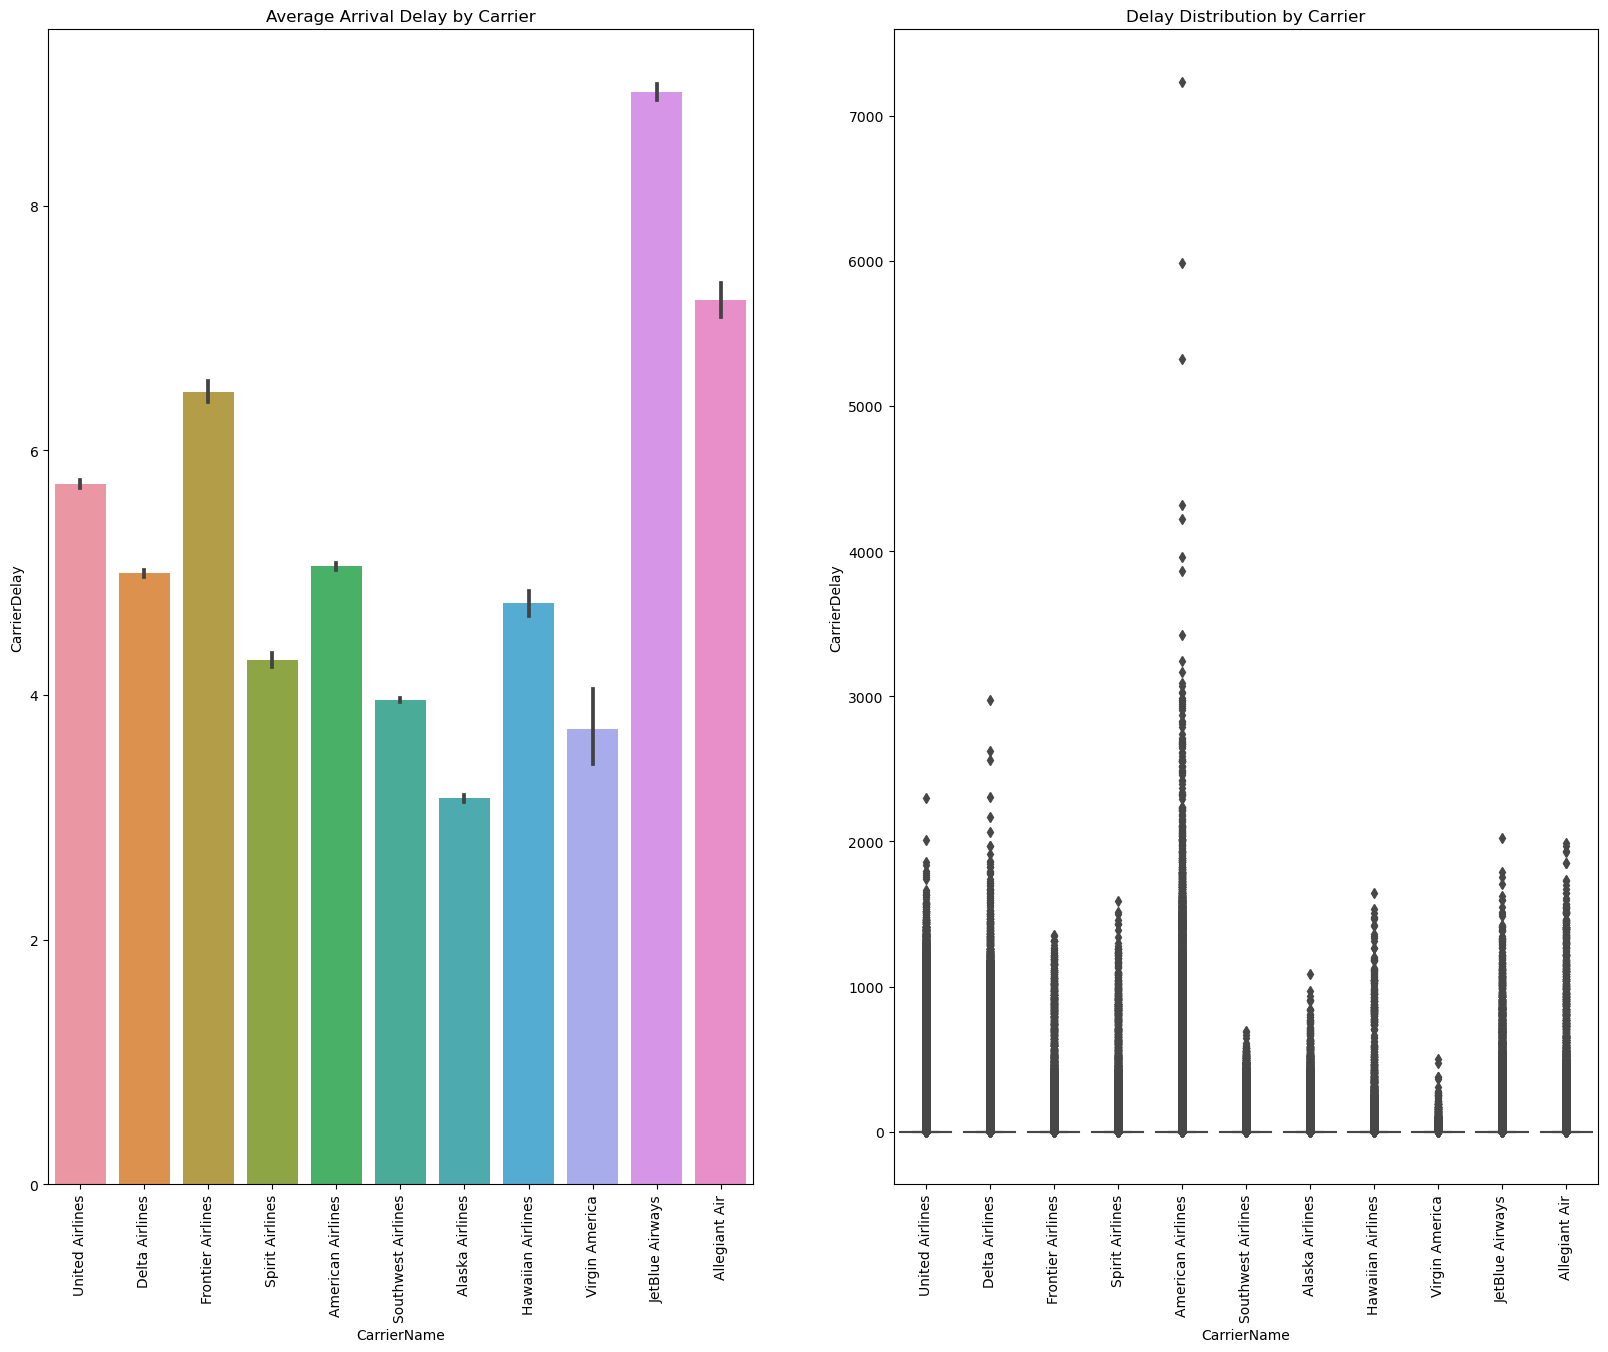 Average Arrival Delay by Carrier
CarrierDelay
8
6
4
2
0
United Airlines
Delta Airlines
Frontier Airlines
Spirit Airlines
American Airlines
Southwest Airlines
Alaska Airlines
Hawaiian Airlines
Virgin America
JetBlue Airways
Allegiant Air
CarrierName
Delay Distribution by Carrier
CarrierDelay
7000
6000
5000
4000
3000
2000
1000
0
United Airlines
Delta Airlines
Frontier Airlines
Spirit Airlines
American Airlines
Southwest Airlines
Alaska Airlines
Hawaiian Airlines
Virgin America
JetBlue Airways
Allegiant Air
CarrierName